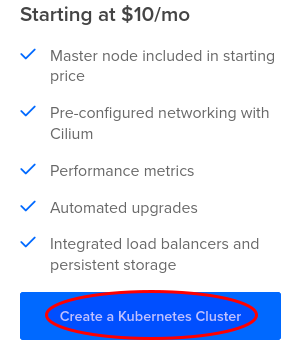 Starting at $10/mo
Master node included in starting
price
Pre-configured networking with
Cilium
Performance metrics
Automated upgrades
Integrated load balancers and
persistent storage
Create a Kubernetes Cluster